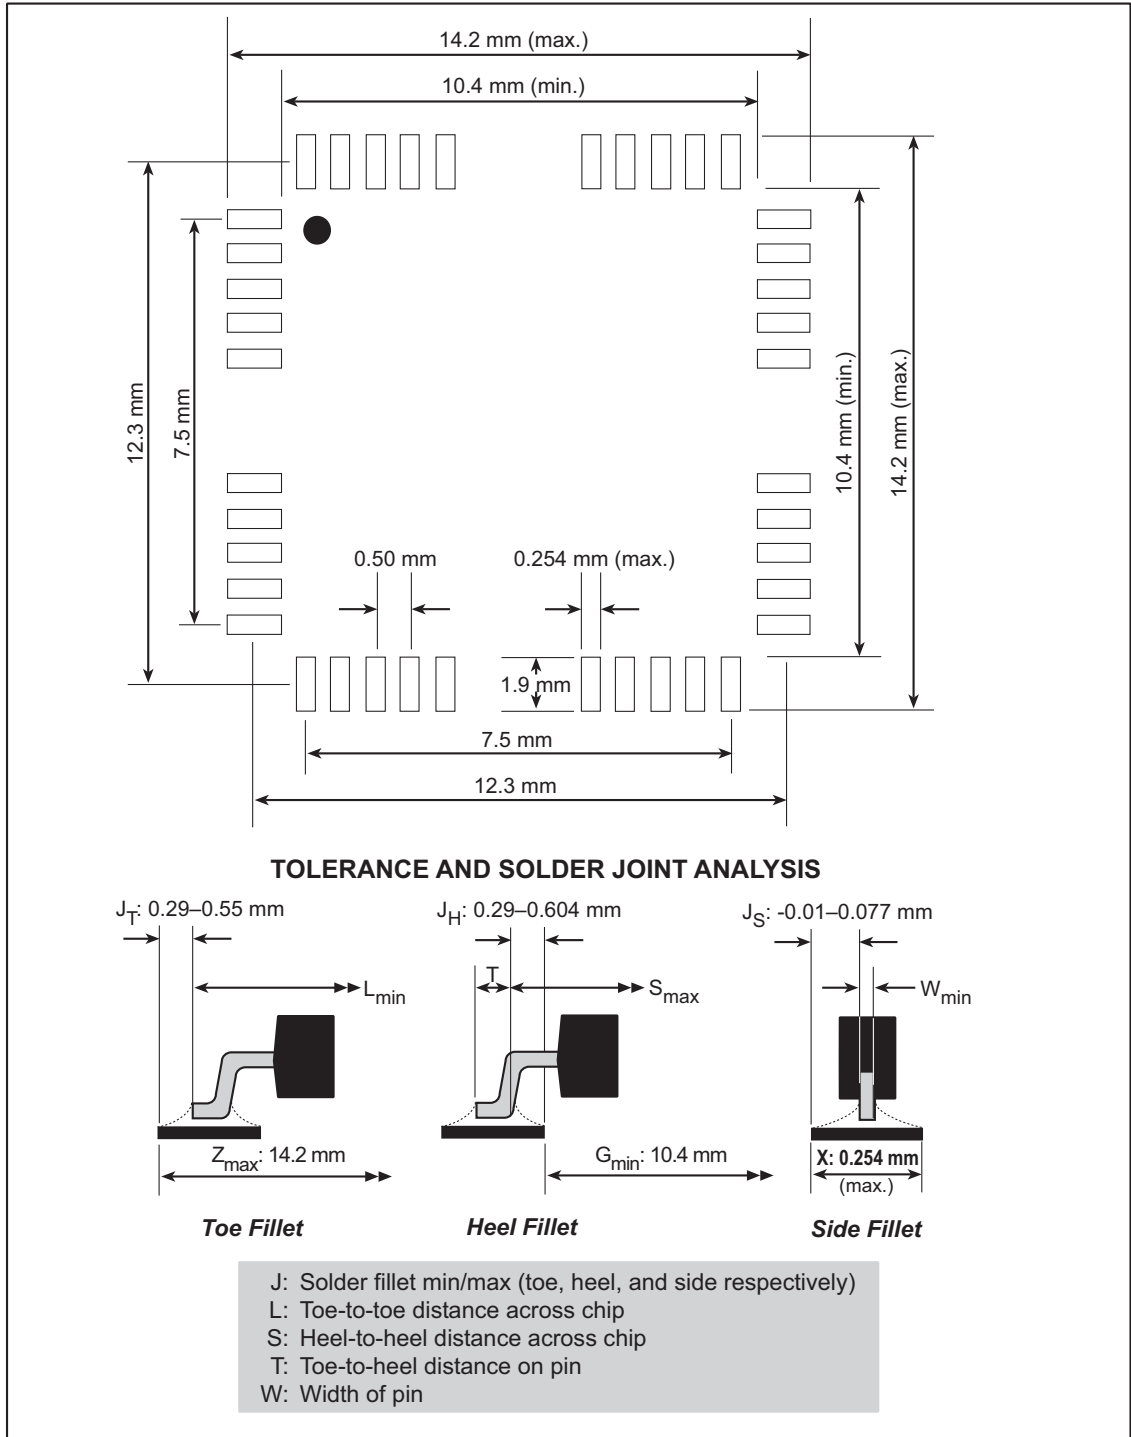 14.2 mm (max.)
10.4 mm (min.)
12.3 mm
7.5 mm
10.4 mm (min.)
14.2 mm (max.)
0.50 mm
0.254 mm (max.)
1.9 mm
7.5 mm
12.3 mm
TOLERANCE AND SOLDER JOINT ANALYSIS
JT: 0.29–0.55 mm
JH: 0.29–0.604 mm
JS: -0.01–0.077 mm
Lmin
T
Smax
Wmin
Zmax: 14.2 mm
Gmin: 10.4 mm
X: 0.254 mm
(max.)
Toe Fillet
Heel Fillet
Side Fillet
J: Solder fillet min/max (toe, heel, and side respectively)
L: Toe-to-toe distance across chip
S: Heel-to-heel distance across chip
T: Toe-to-heel distance on pin
W: Width of pin